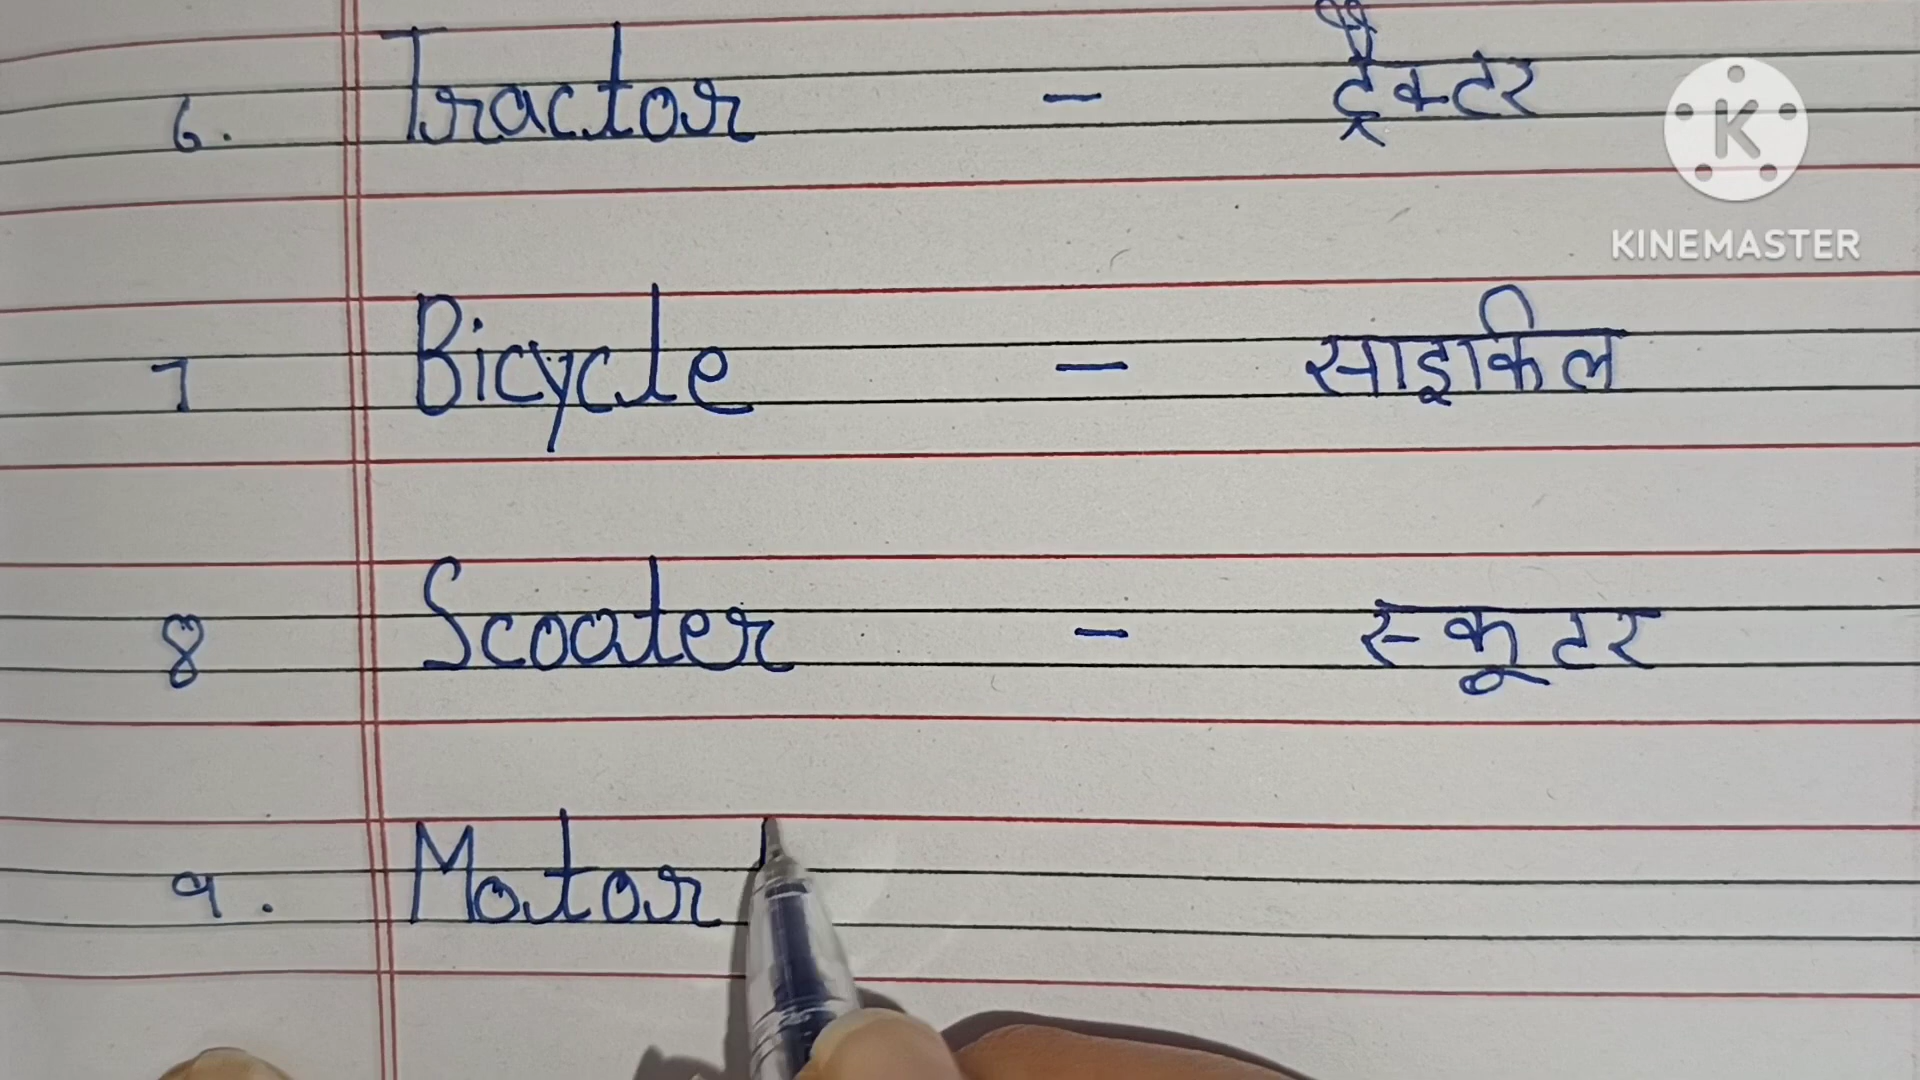 6. Tractor - ट्रैक्टर
KINEMASTER
7 Bicycle - साइकिल
8 Scooter - स्कूटर
9. Motor